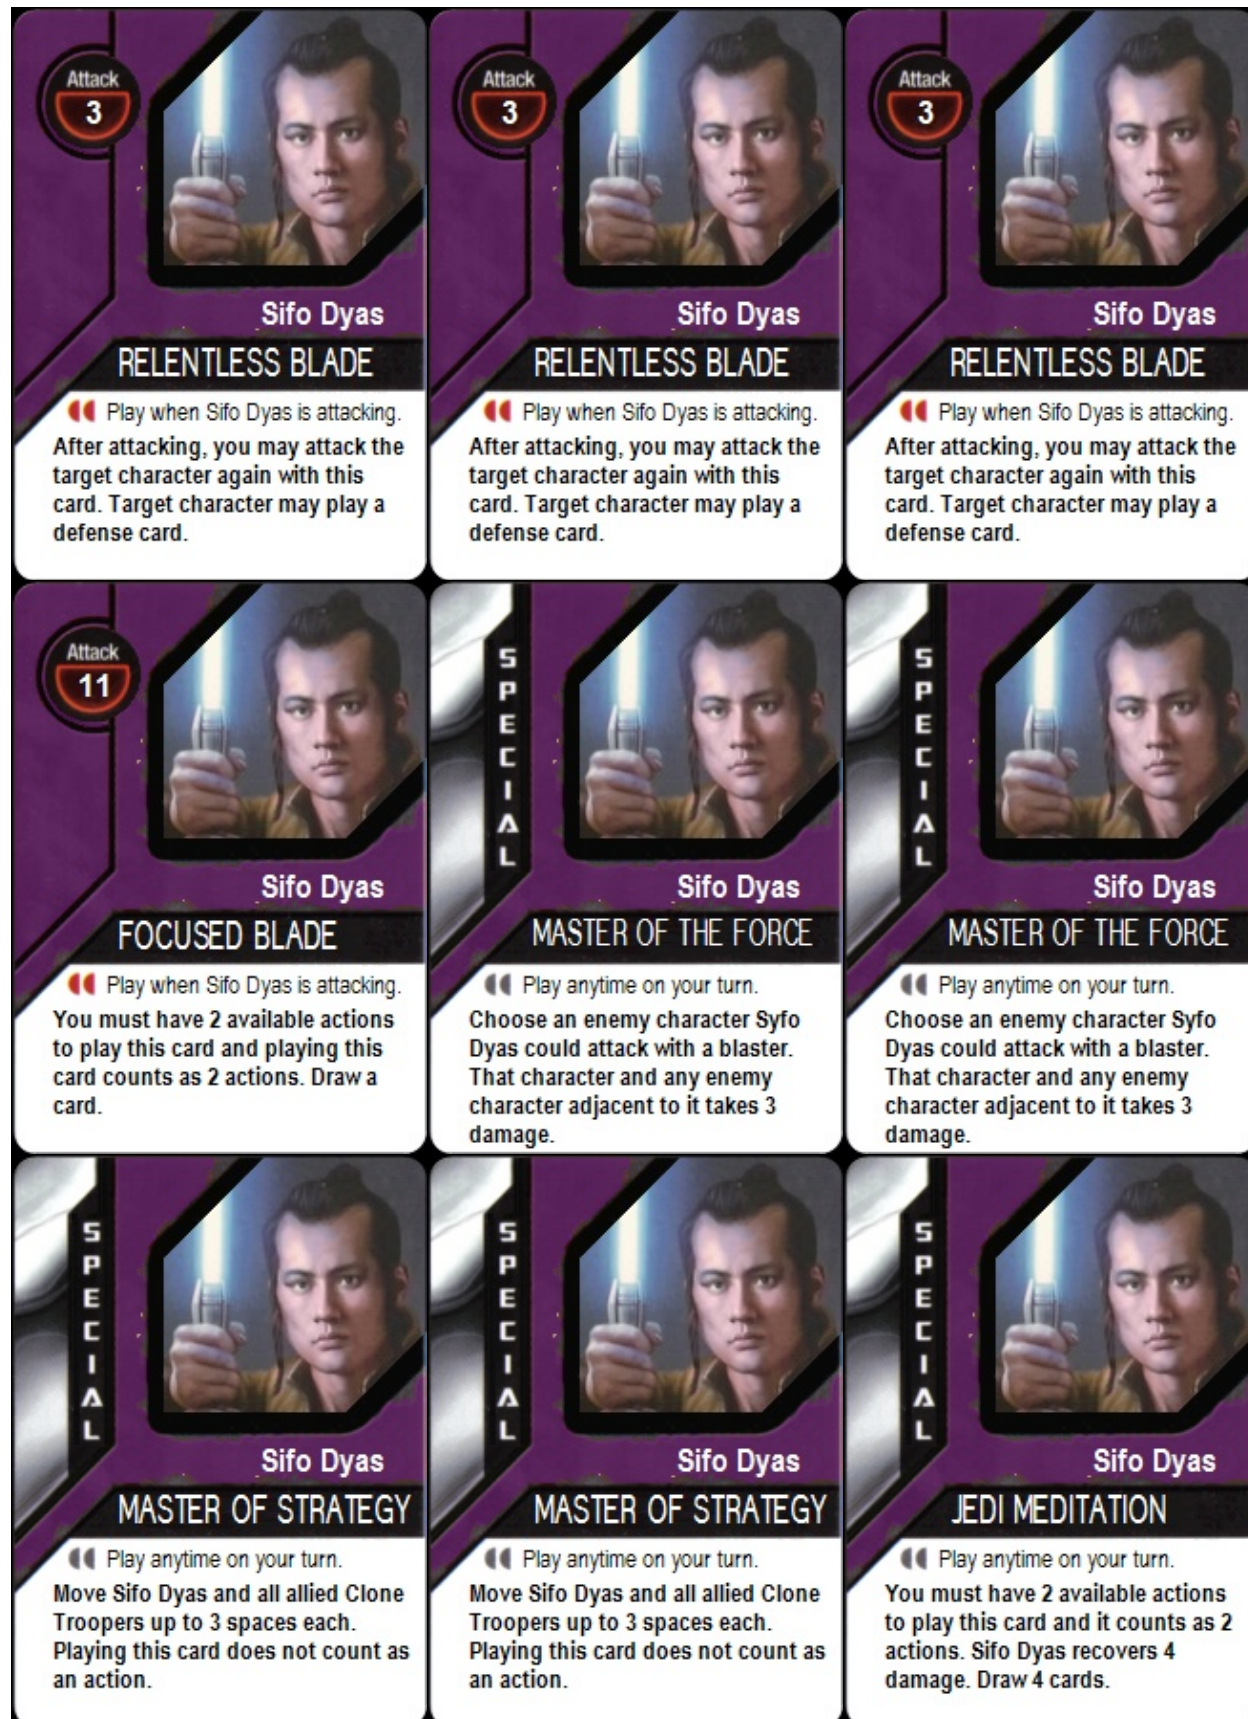 Attack
3
Sifo Dyas
RELENTLESS BLADE
Play when Sifo Dyas is attacking.
After attacking, you may attack the
target character again with this
card. Target character may play a
defense card.
Attack
3
Sifo Dyas
RELENTLESS BLADE
Play when Sifo Dyas is attacking.
After attacking, you may attack the
target character again with this
card. Target character may play a
defense card.
Attack
3
Sifo Dyas
RELENTLESS BLADE
Play when Sifo Dyas is attacking.
After attacking, you may attack the
target character again with this
card. Target character may play a
defense card.
Attack
11
Sifo Dyas
FOCUSED BLADE
Play when Sifo Dyas is attacking.
You must have 2 available actions
to play this card and playing this
card counts as 2 actions. Draw a
card.
SPECIAL
Sifo Dyas
MASTER OF THE FORCE
Play anytime on your turn.
Choose an enemy character Syfo
Dyas could attack with a blaster.
That character and any enemy
character adjacent to it takes 3
damage.
SPECIAL
Sifo Dyas
MASTER OF THE FORCE
Play anytime on your turn.
Choose an enemy character Syfo
Dyas could attack with a blaster.
That character and any enemy
character adjacent to it takes 3
damage.
SPECIAL
Sifo Dyas
MASTER OF STRATEGY
Play anytime on your turn.
Move Sifo Dyas and all allied Clone
Troopers up to 3 spaces each.
Playing this card does not count as
an action.
SPECIAL
Sifo Dyas
MASTER OF STRATEGY
Play anytime on your turn.
Move Sifo Dyas and all allied Clone
Troopers up to 3 spaces each.
Playing this card does not count as
an action.
SPECIAL
Sifo Dyas
JEDI MEDITATION
Play anytime on your turn.
You must have 2 available actions
to play this card and it counts as 2
actions. Sifo Dyas recovers 4
damage. Draw 4 cards.